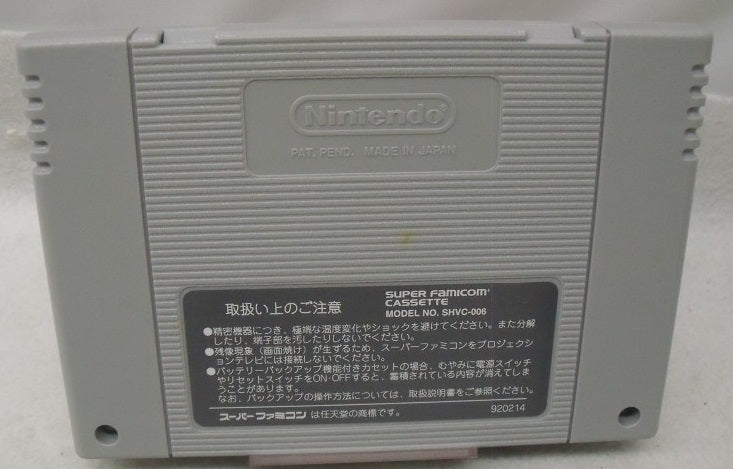 Nintendo
PAT. PEND. MADE IN JAPAN
SUPER FAMICOM
CASSETTE
MODEL NO. SHVC-006
取扱い上のご注意
●精密機器につき、極端な温度変化やショックを避けてください。また分解
したり、端子部を汚したりしないでください。
●残像現象(画面焼け)が生ずるため、スーパーファミコンをプロジェクシ
ョンテレビには接続しないでください。
●バッテリーバックアップ機能付きカセットの場合、むやみに電源スイッチ
やリセットスイッチをON・OFFすると、蓄積されている内容が消えてしま
うことがあります。
なお、バックアップの操作方法については、取扱説明書をご参照ください。
スーパーファミコン は任天堂の商標です。
920214